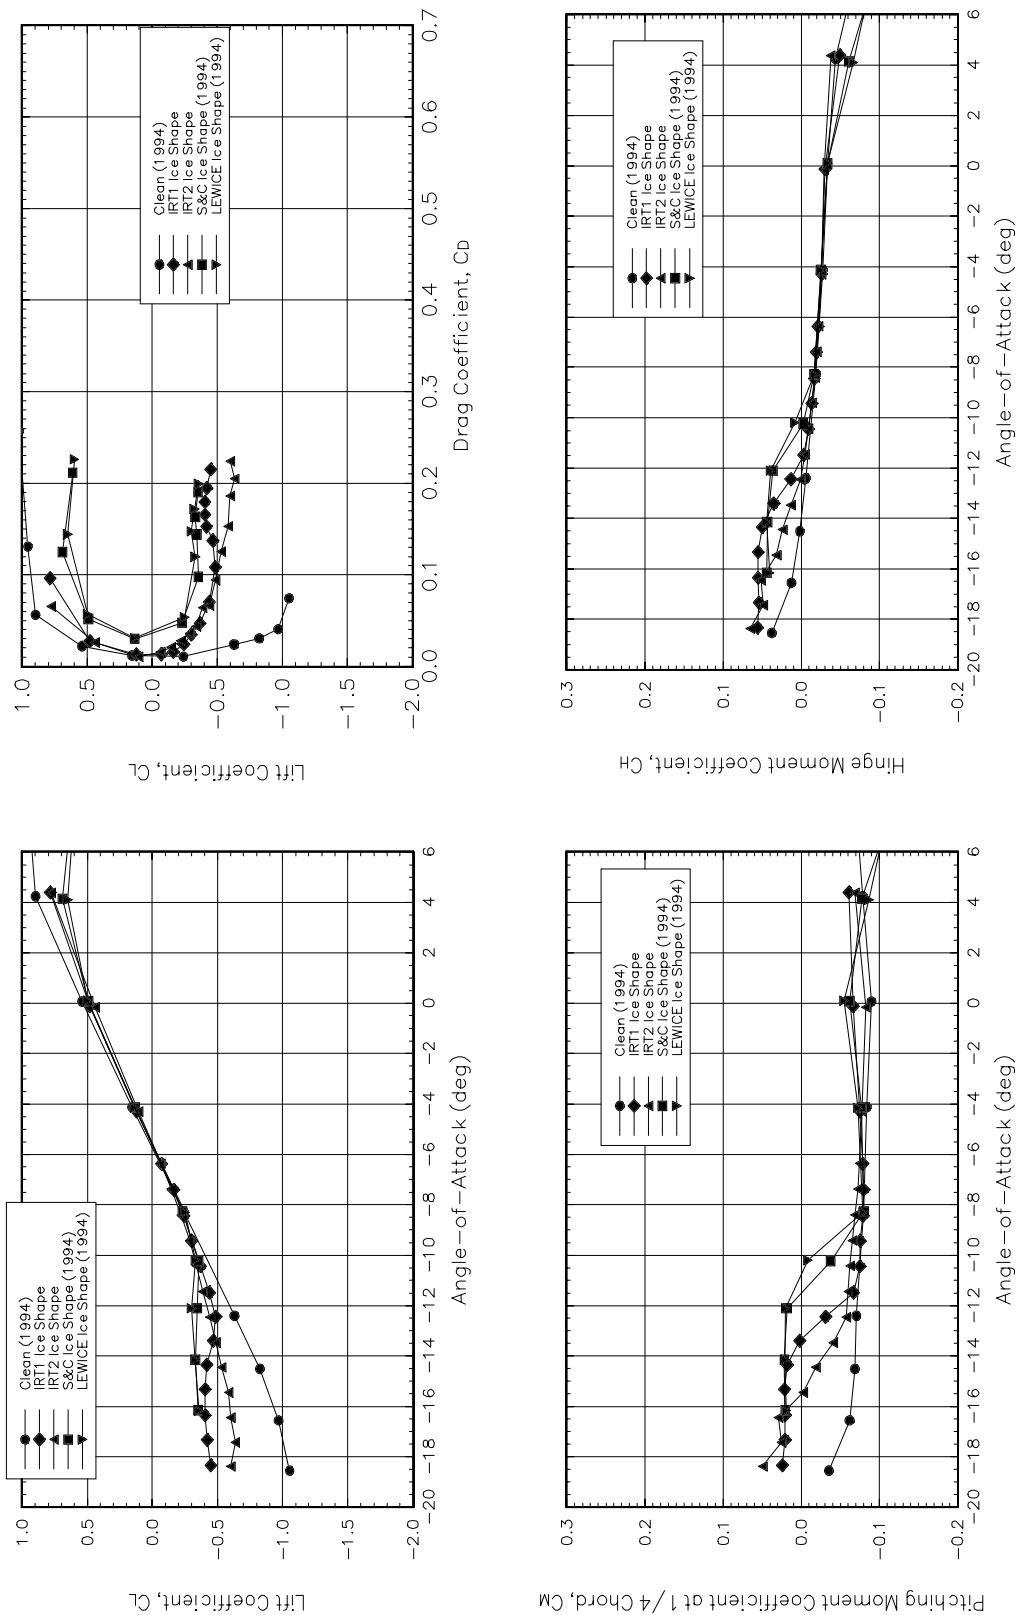 Lift Coefficient, CL
1.0
0.5
0.0
−0.5
−1.0
−1.5
−2.0
Clean (1994)
IRT1 Ice Shape
IRT2 Ice Shape
S&C Ice Shape (1994)
LEWICE Ice Shape (1994)
−20 −18 −16 −14 −12 −10 −8 −6 −4 −2 0 2 4 6
Angle−of−Attack (deg)
Lift Coefficient, CL
1.0
0.5
0.0
−0.5
−1.0
−1.5
−2.0
Clean (1994)
IRT1 Ice Shape
IRT2 Ice Shape
S&C Ice Shape (1994)
LEWICE Ice Shape (1994)
0.0 0.1 0.2 0.3 0.4 0.5 0.6 0.7
Drag Coefficient, CD
Pitching Moment Coefficient at 1/4 Chord, CM
0.3
0.2
0.1
0.0
−0.1
−0.2
Clean (1994)
IRT1 Ice Shape
IRT2 Ice Shape
S&C Ice Shape (1994)
LEWICE Ice Shape (1994)
−20 −18 −16 −14 −12 −10 −8 −6 −4 −2 0 2 4 6
Angle−of−Attack (deg)
Hinge Moment Coefficient, CH
0.3
0.2
0.1
0.0
−0.1
−0.2
Clean (1994)
IRT1 Ice Shape
IRT2 Ice Shape
S&C Ice Shape (1994)
LEWICE Ice Shape (1994)
−20 −18 −16 −14 −12 −10 −8 −6 −4 −2 0 2 4 6
Angle−of−Attack (deg)